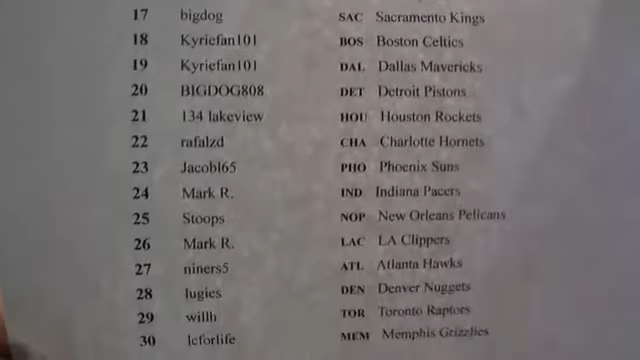 17 bigdog SAC Sacramento Kings
18 Kyriefan101 BOS Boston Celtics
19 Kyriefan101 DAL Dallas Mavericks
20 BIGDOG808 DET Detroit Pistons
21 134 lakeview HOU Houston Rockets
22 rafalzd CHA Charlotte Hornets
23 Jacobl65 PHO Phoenix Suns
24 Mark R. IND Indiana Pacers
25 Stoops NOP New Orleans Pelicans
26 Mark R. LAC LA Clippers
27 niners5 ATL Atlanta Hawks
28 lugies DEN Denver Nuggets
29 willh TOR Toronto Raptors
30 lcforlife MEM Memphis Grizzlies